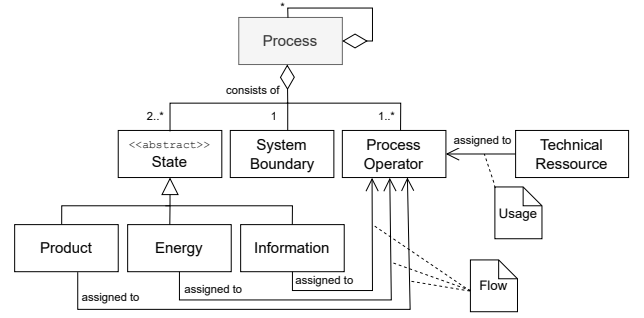 *
Process
consists of
2..*
1
1..*
<<abstract>>
State
System
Boundary
Process
Operator
assigned to
Technical
Ressource
Usage
Product
Energy
Information
assigned to
assigned to
assigned to
Flow